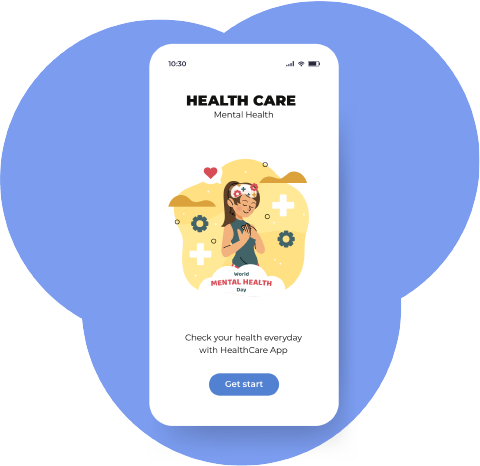 10:30
HEALTH CARE
Mental Health
World
MENTAL HEALTH
Day
Check your health everyday
with HealthCare App
Get start